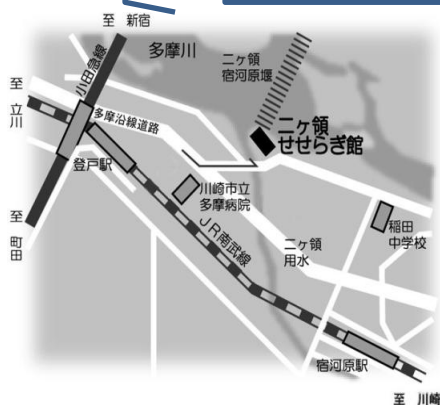 至 新宿
小田急線
多摩川
二ヶ領
宿河原堰
至 立川
多摩沿線道路
二ヶ領
せせらぎ館
登戸駅
川崎市立
多摩病院
稲田
中学校
至 町田
JR南武線
二ヶ領
用水
宿河原駅
至 川崎